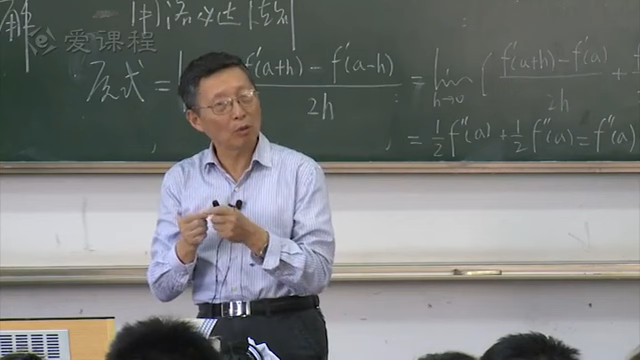 解 用洛必达法则
爱课程
原式 = f'(a+h) - f'(a-h) / 2h = lim h→0 [ f'(a+h) - f'(a) / 2h +
= 1/2 f''(a) + 1/2 f''(a) = f''(a)